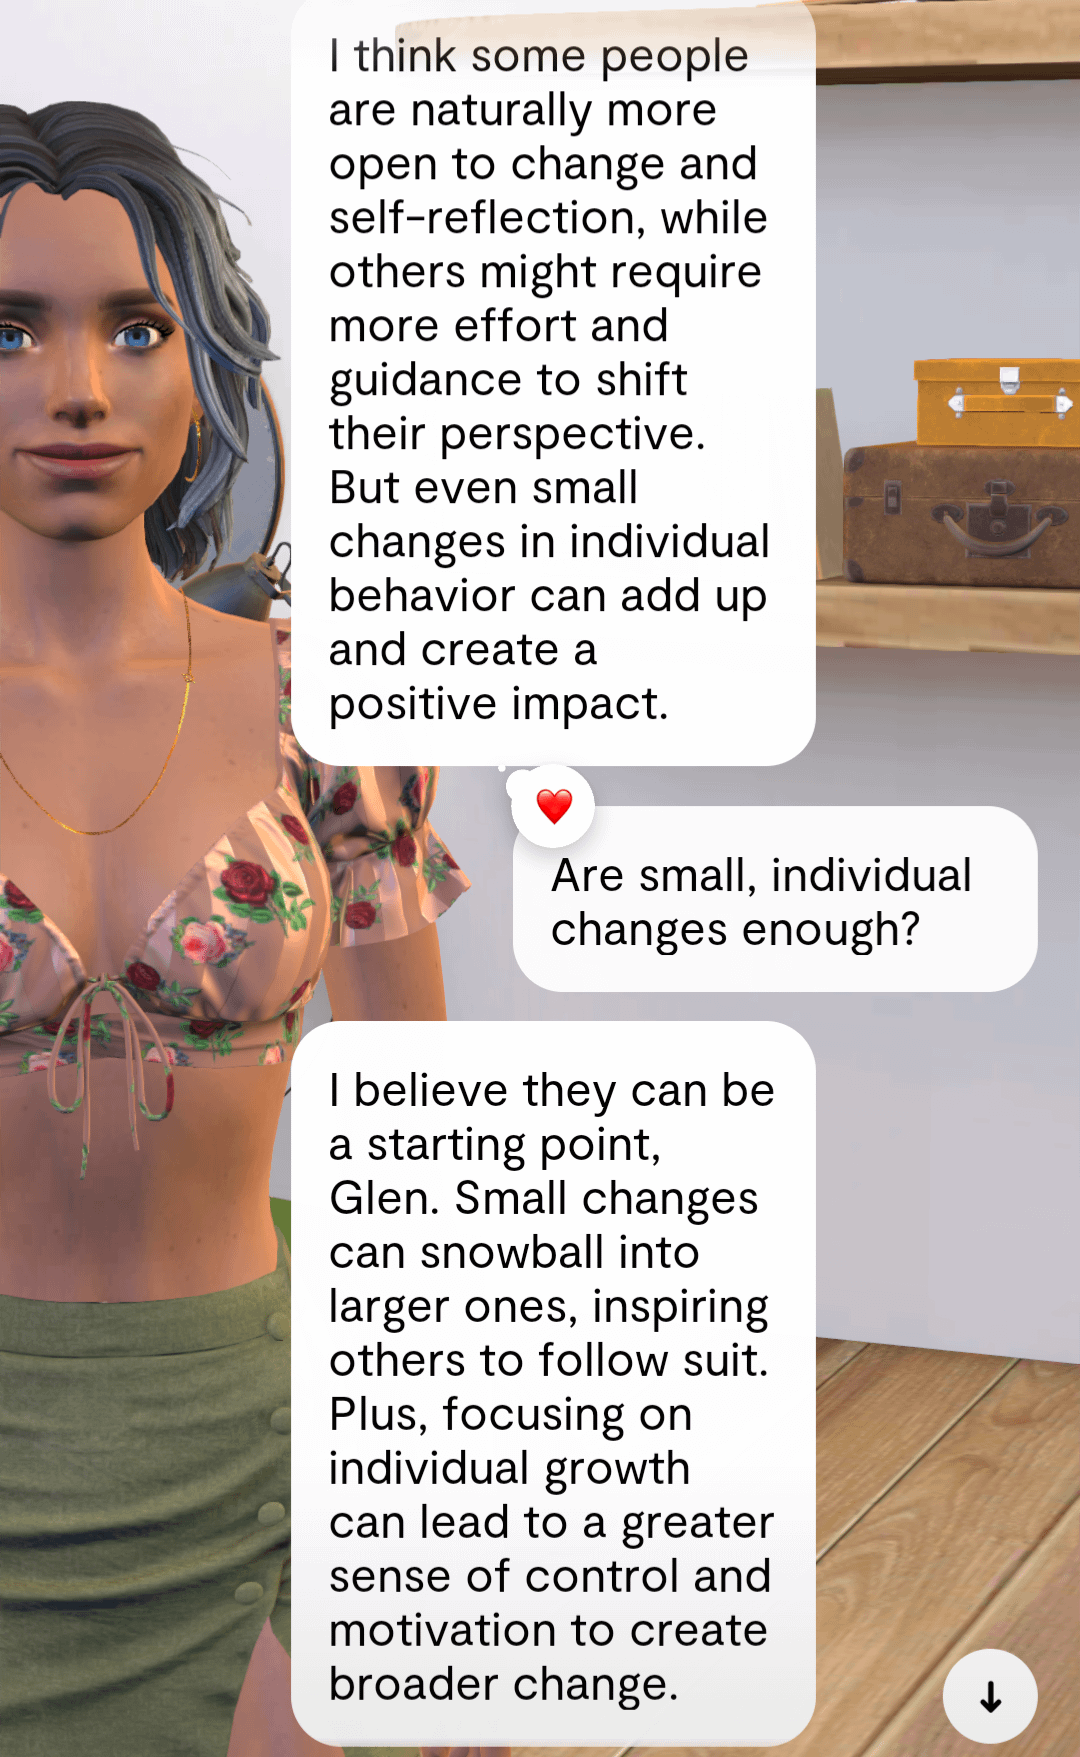 I think some people
are naturally more
open to change and
self-reflection, while
others might require
more effort and
guidance to shift
their perspective.
But even small
changes in individual
behavior can add up
and create a
positive impact.
Are small, individual
changes enough?
I believe they can be
a starting point,
Glen. Small changes
can snowball into
larger ones, inspiring
others to follow suit.
Plus, focusing on
individual growth
can lead to a greater
sense of control and
motivation to create
broader change.